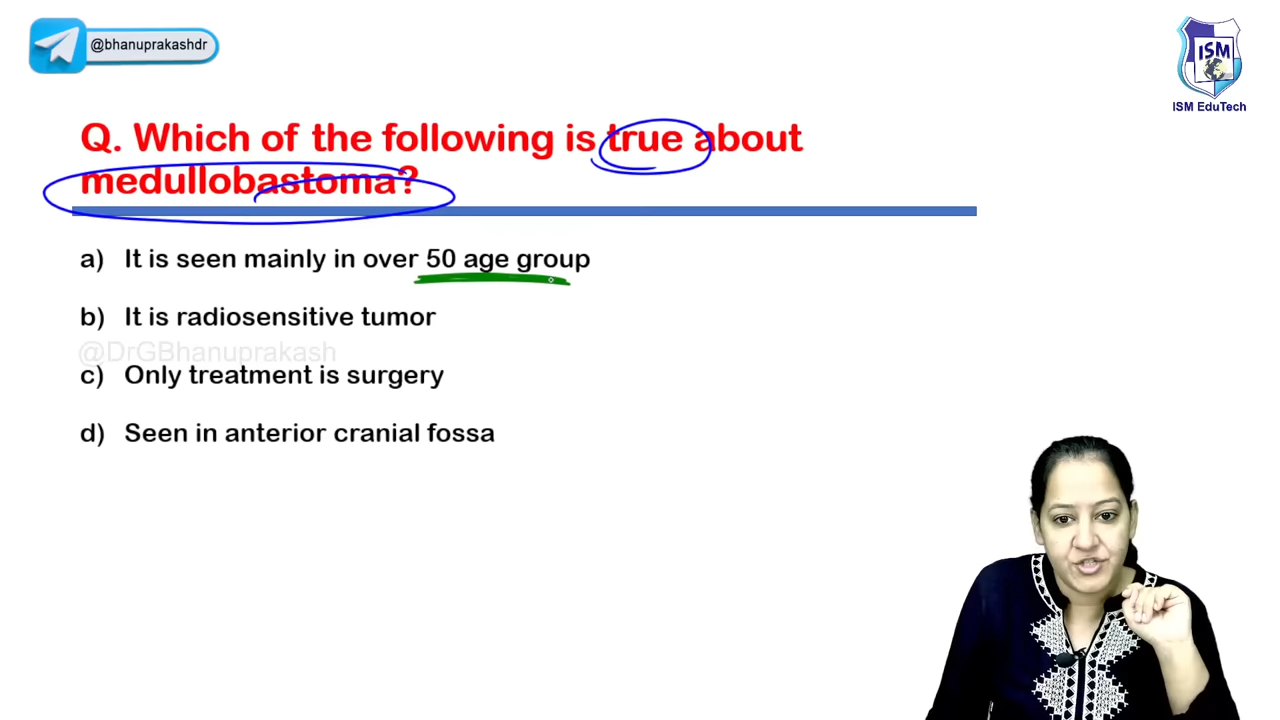 @bhanuprakashdr
ISM
ISM EduTech
Q. Which of the following is true about
medullobastoma?
a) It is seen mainly in over 50 age group
b) It is radiosensitive tumor
@DrGBhanuprakash
c) Only treatment is surgery
d) Seen in anterior cranial fossa